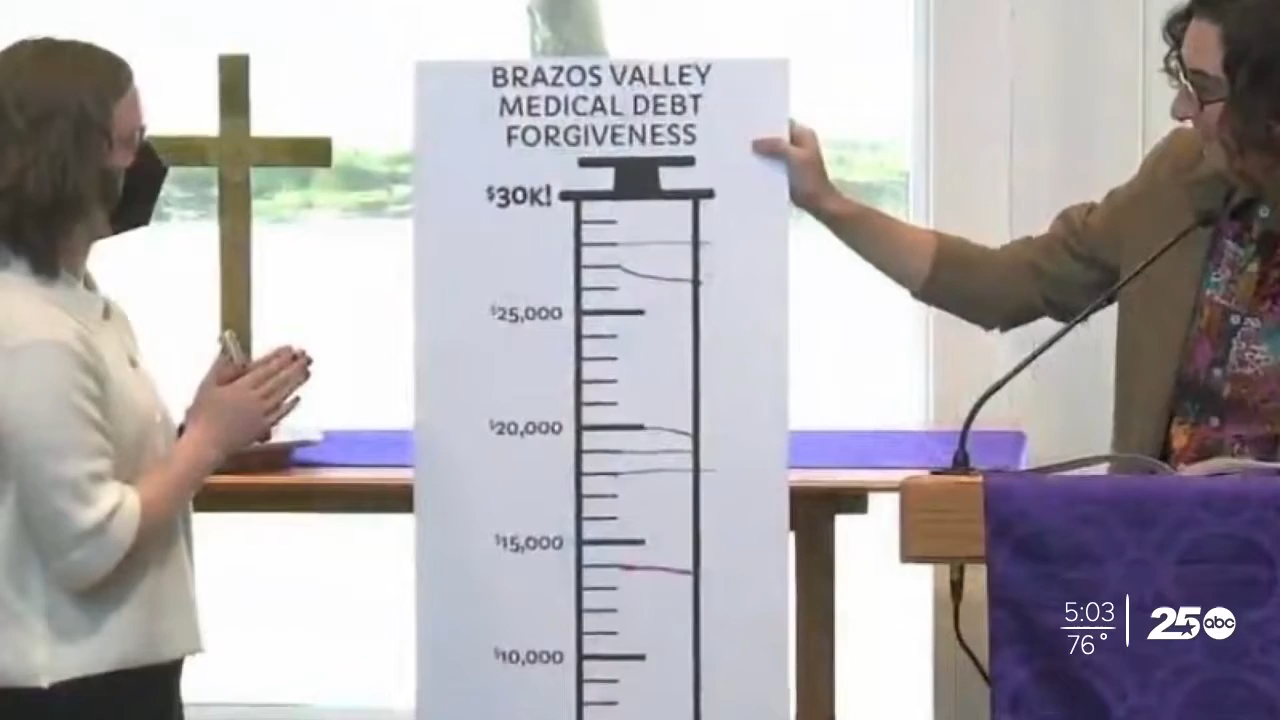 BRAZOS VALLEY
MEDICAL DEBT
FORGIVENESS
$30K!
$25,000
$20,000
$15,000
$10,000
5:03
76°
25 abc